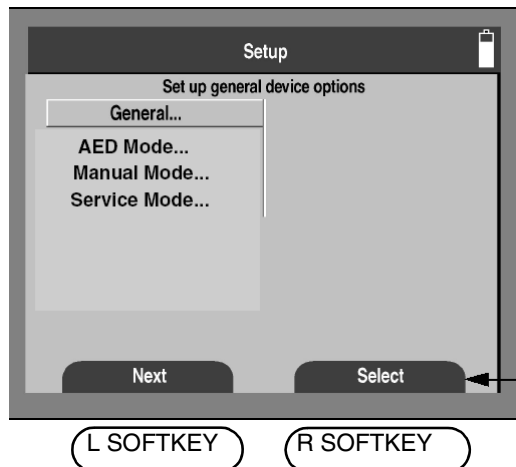 Setup
Set up general device options
General...
AED Mode...
Manual Mode...
Service Mode...
Next Select
L SOFTKEY R SOFTKEY